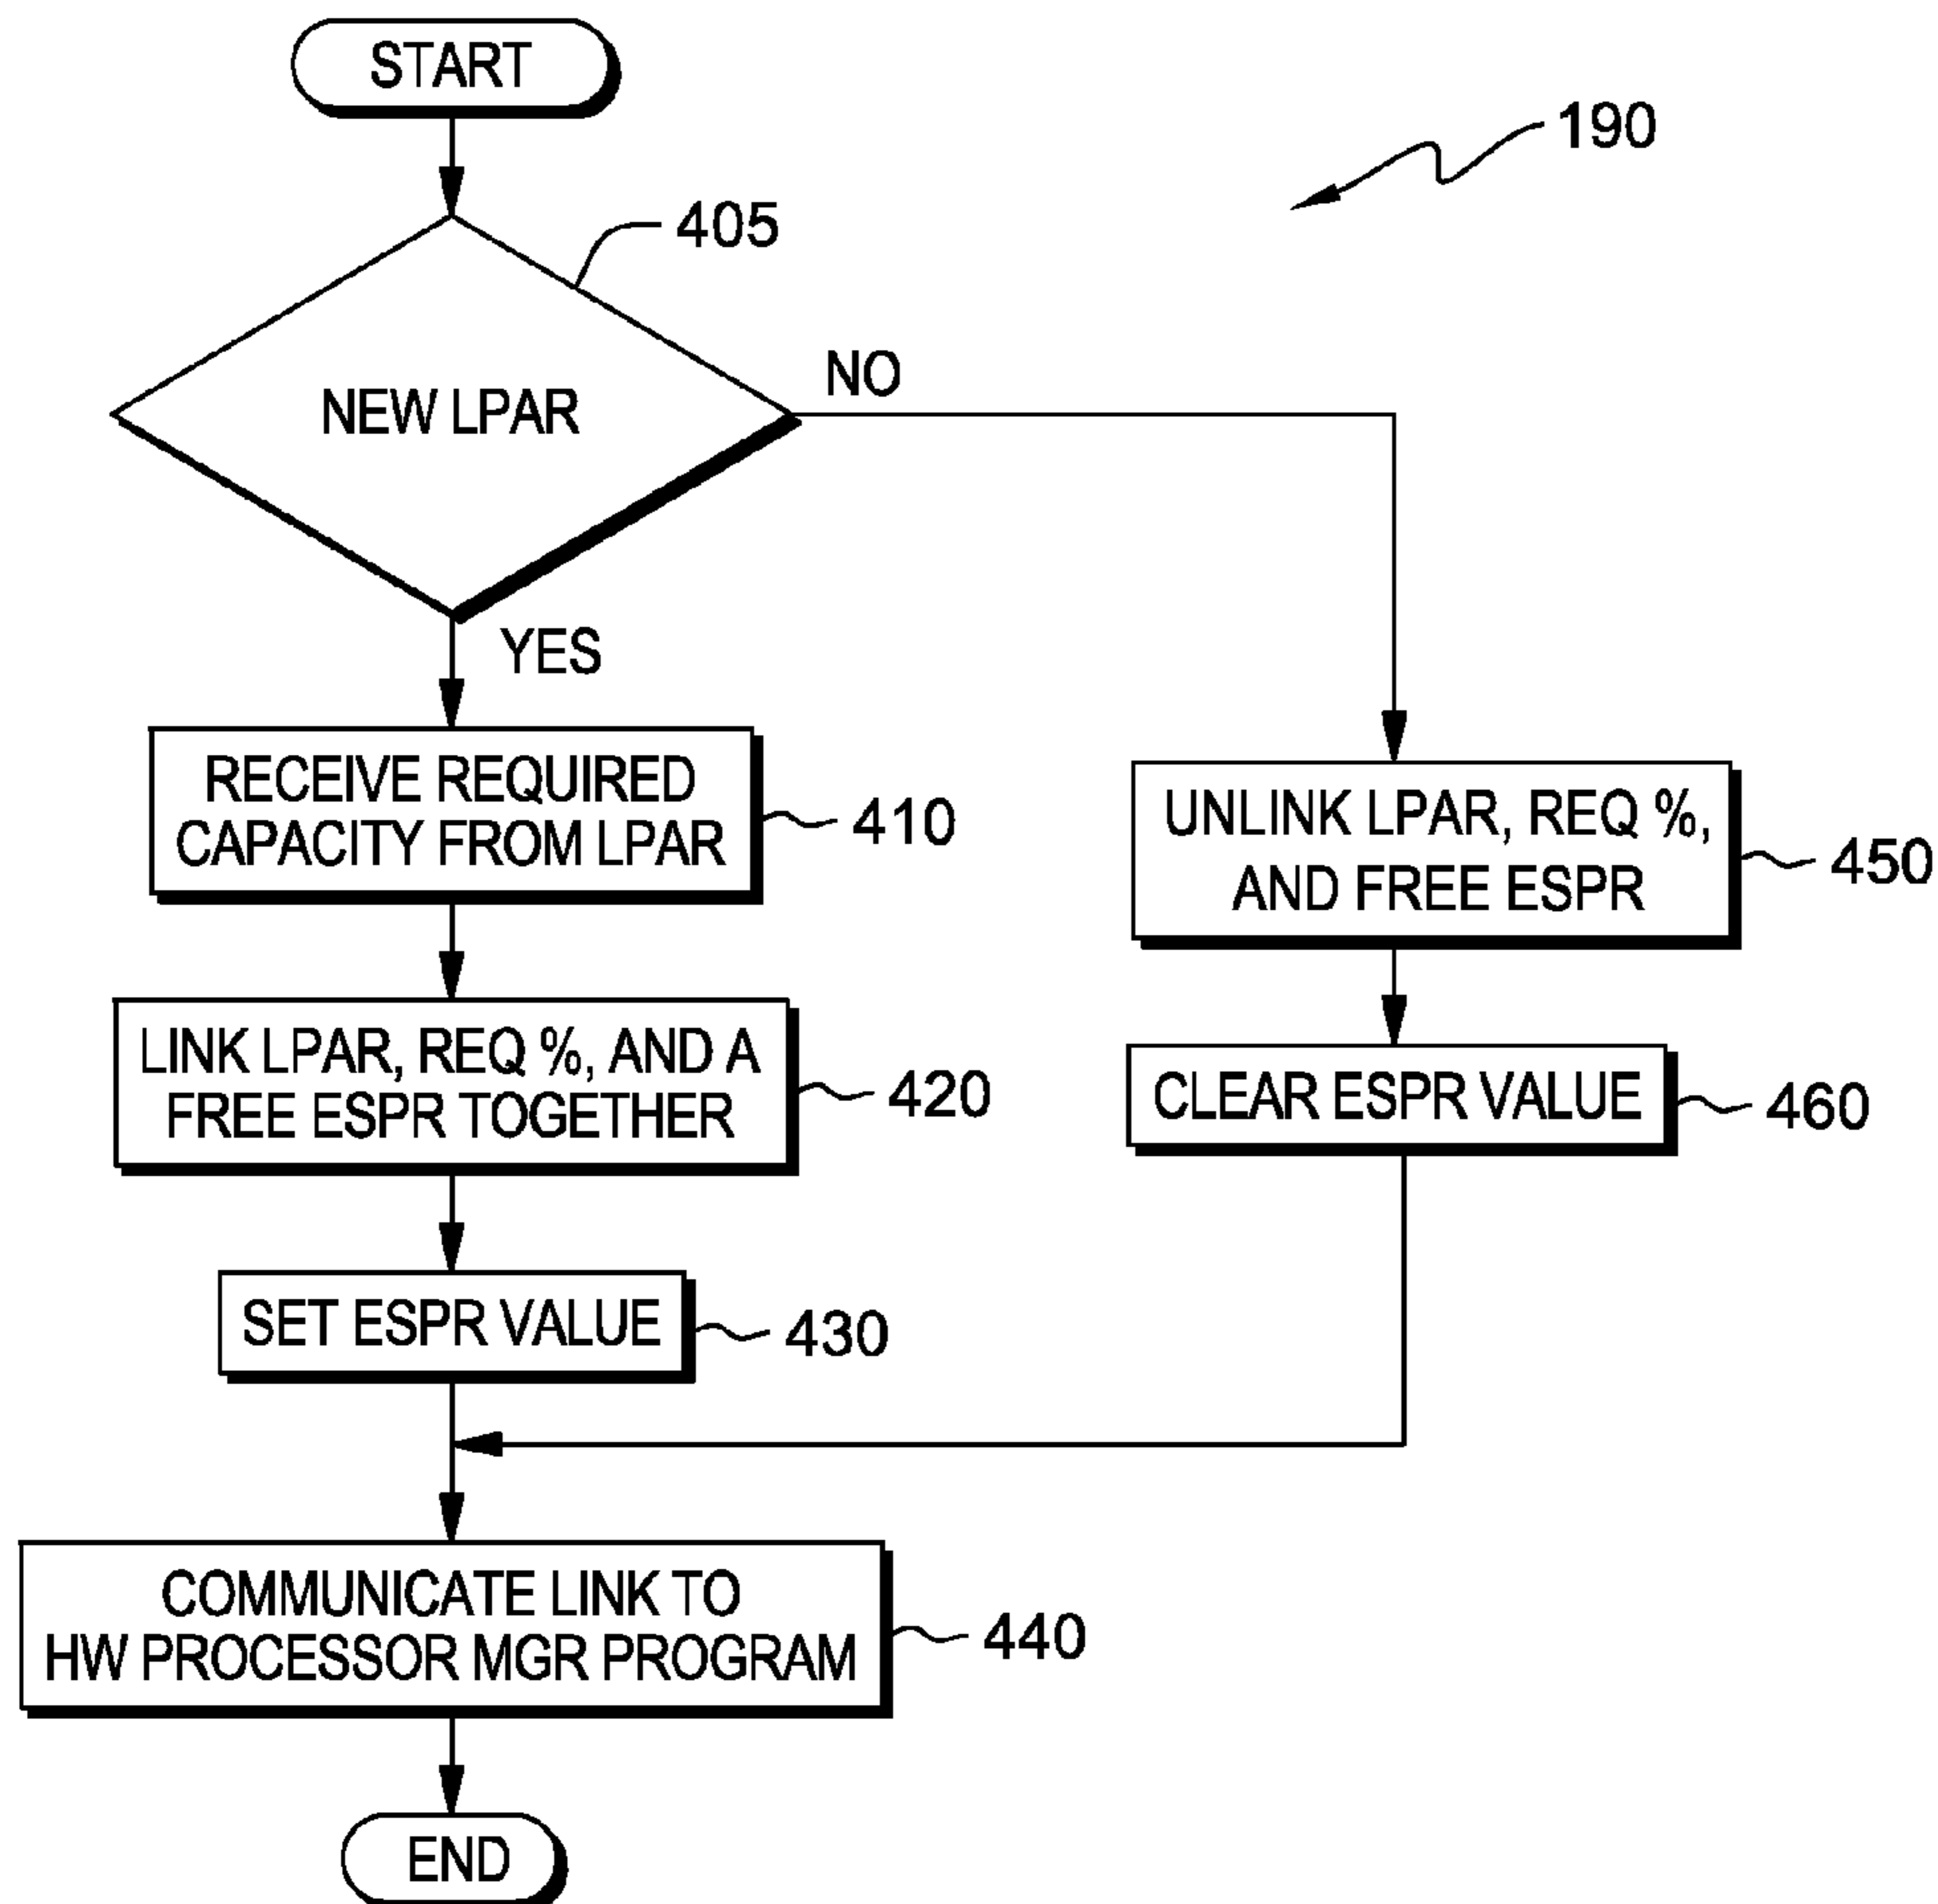 START
190
405
NEW LPAR
NO
YES
RECEIVE REQUIRED
CAPACITY FROM LPAR
410
LINK LPAR, REQ %, AND A
FREE ESPR TOGETHER
420
SET ESPR VALUE
430
UNLINK LPAR, REQ %,
AND FREE ESPR
450
CLEAR ESPR VALUE
460
COMMUNICATE LINK TO
HW PROCESSOR MGR PROGRAM
440
END